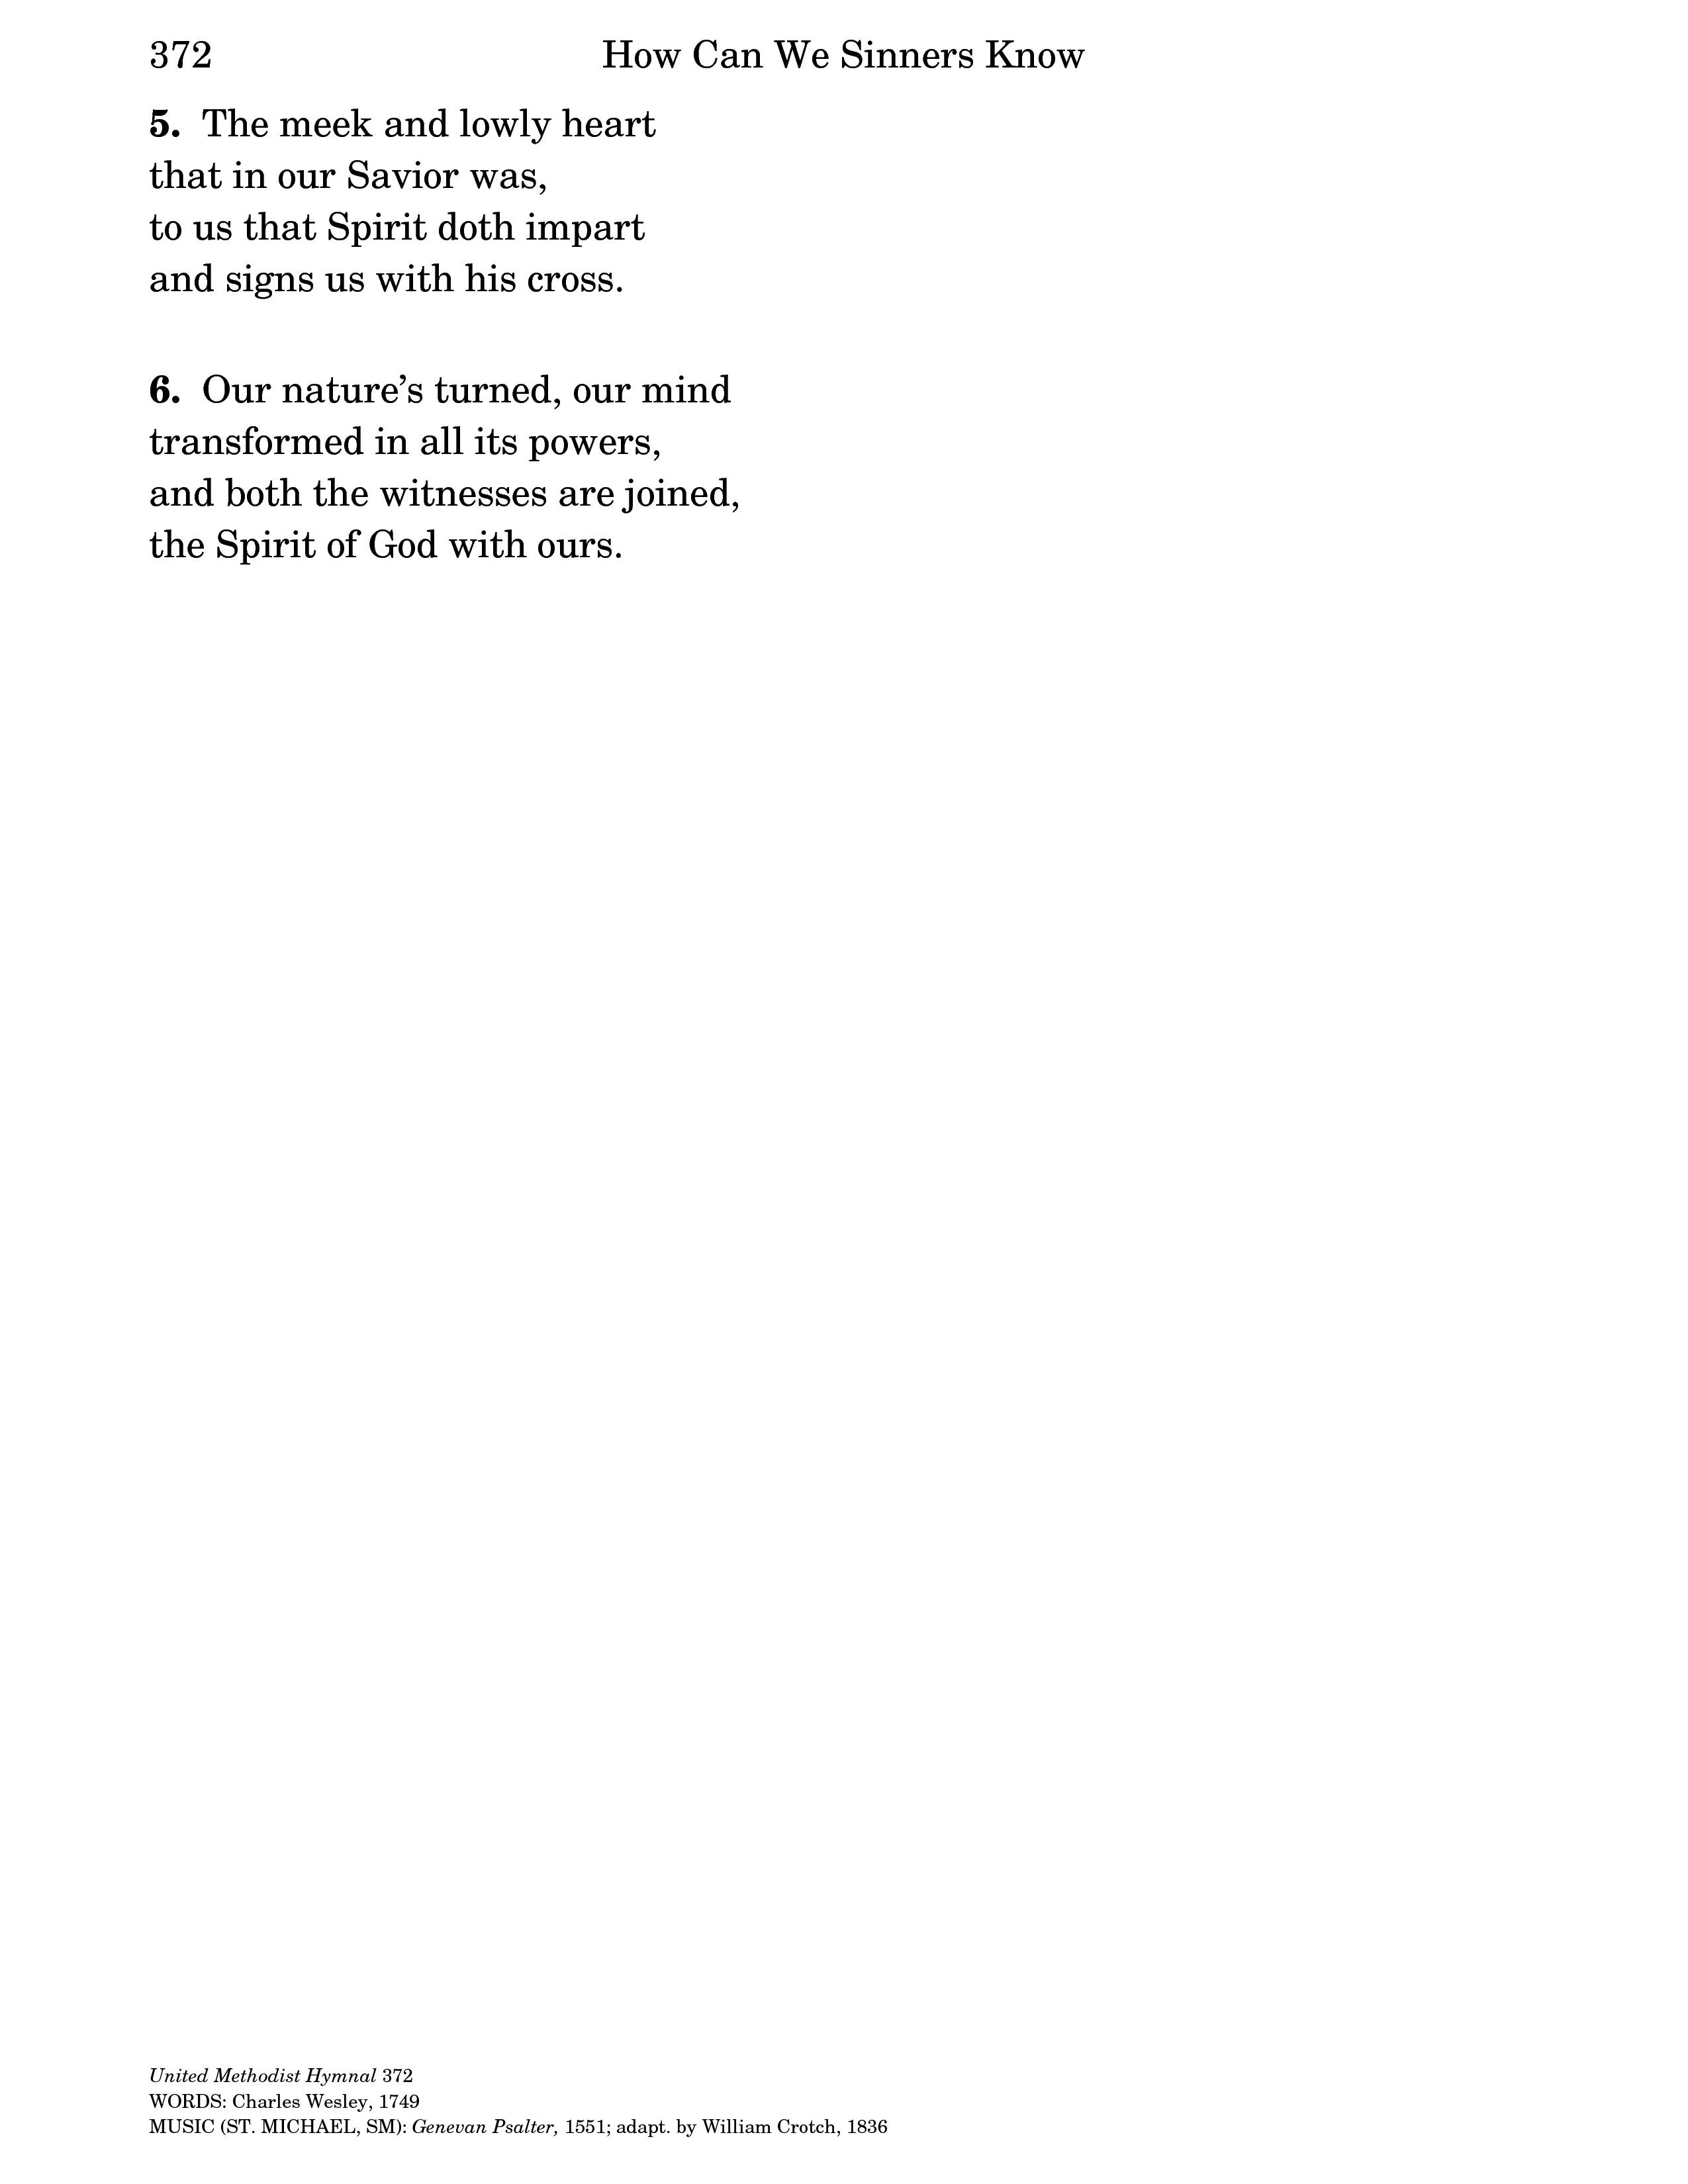 372 How Can We Sinners Know
5. The meek and lowly heart
that in our Savior was,
to us that Spirit doth impart
and signs us with his cross.
6. Our nature’s turned, our mind
transformed in all its powers,
and both the witnesses are joined,
the Spirit of God with ours.
United Methodist Hymnal 372
WORDS: Charles Wesley, 1749
MUSIC (ST. MICHAEL, SM): Genevan Psalter, 1551; adapt. by William Crotch, 1836